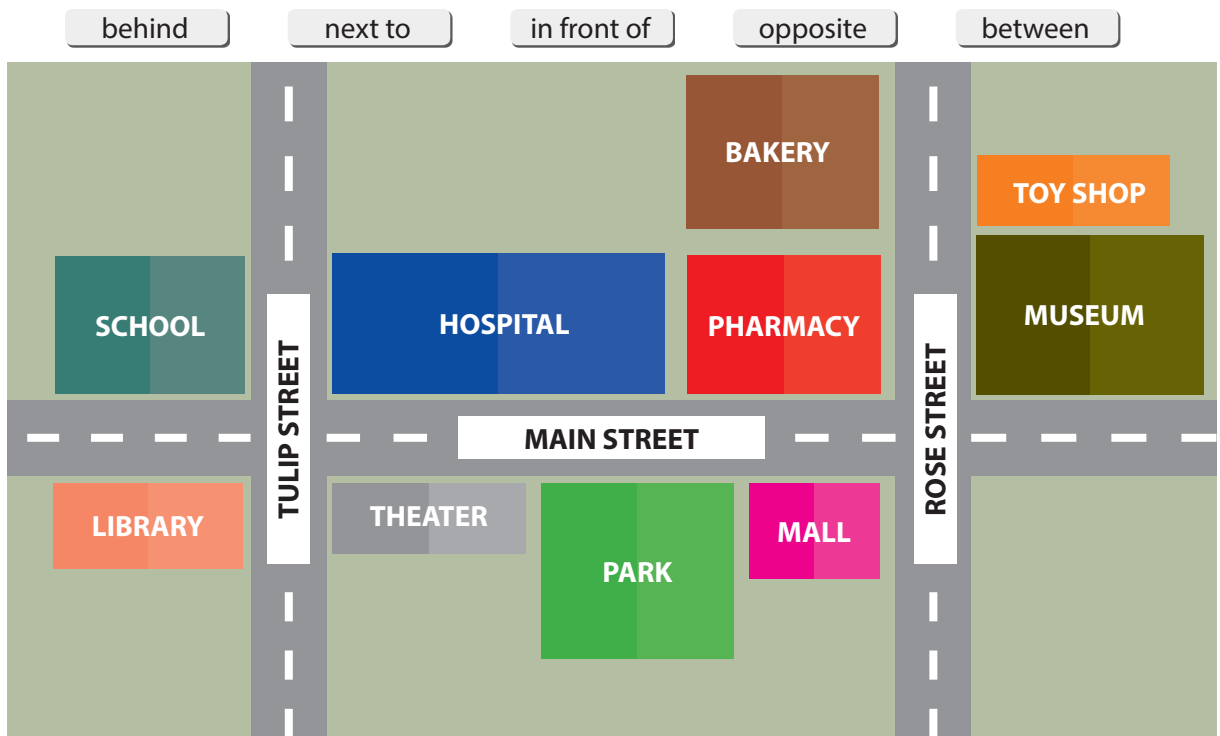 behind
next to
in front of
opposite
between
BAKERY
TOY SHOP
SCHOOL
HOSPITAL
PHARMACY
MUSEUM
TULIP STREET
MAIN STREET
ROSE STREET
LIBRARY
THEATER
PARK
MALL